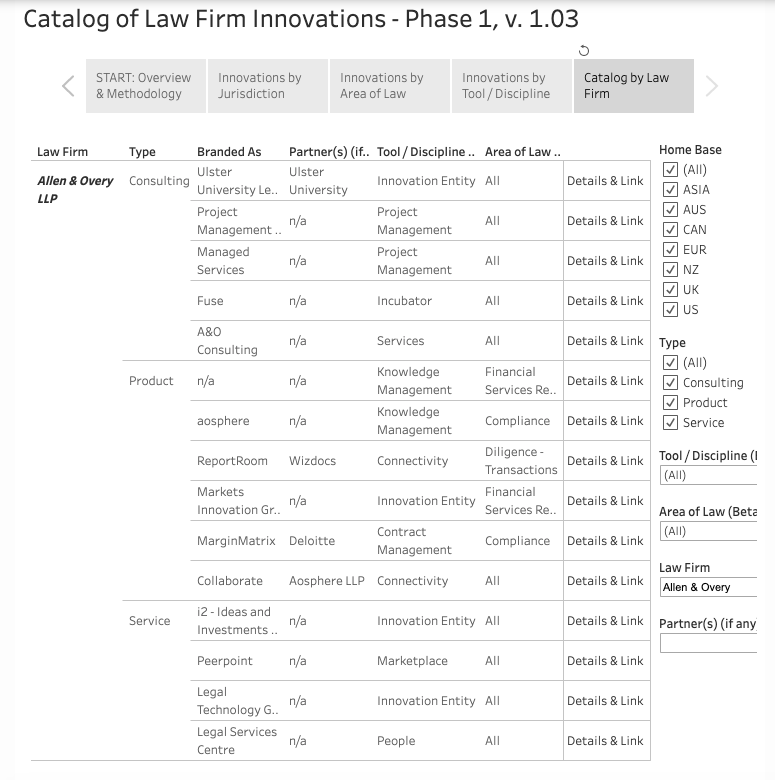 Catalog of Law Firm Innovations - Phase 1, v. 1.03
START: Overview & Methodology
Innovations by Jurisdiction
Innovations by Area of Law
Innovations by Tool / Discipline
Catalog by Law Firm
Law Firm Type Branded As Partner(s) (if.. Tool / Discipline .. Area of Law ..
Allen & Overy LLP Consulting Ulster University Le.. Ulster University Innovation Entity All Details & Link
Project Management .. n/a Project Management All Details & Link
Managed Services n/a Project Management All Details & Link
Fuse n/a Incubator All Details & Link
A&O Consulting n/a Services All Details & Link
Product n/a n/a Knowledge Management Financial Services Re.. Details & Link
aosphere n/a Knowledge Management Compliance Details & Link
ReportRoom Wizdocs Connectivity Diligence - Transactions Details & Link
Markets Innovation Gr.. n/a Innovation Entity Financial Services Re.. Details & Link
MarginMatrix Deloitte Contract Management Compliance Details & Link
Collaborate Aosphere LLP Connectivity All Details & Link
Service i2 - Ideas and Investments .. n/a Innovation Entity All Details & Link
Peerpoint n/a Marketplace All Details & Link
Legal Technology G.. n/a Innovation Entity All Details & Link
Legal Services Centre n/a People All Details & Link
Home Base
(All)
ASIA
AUS
CAN
EUR
NZ
UK
US
Type
(All)
Consulting
Product
Service
Tool / Discipline (
(All)
Area of Law (Beta
(All)
Law Firm
Allen & Overy
Partner(s) (if any